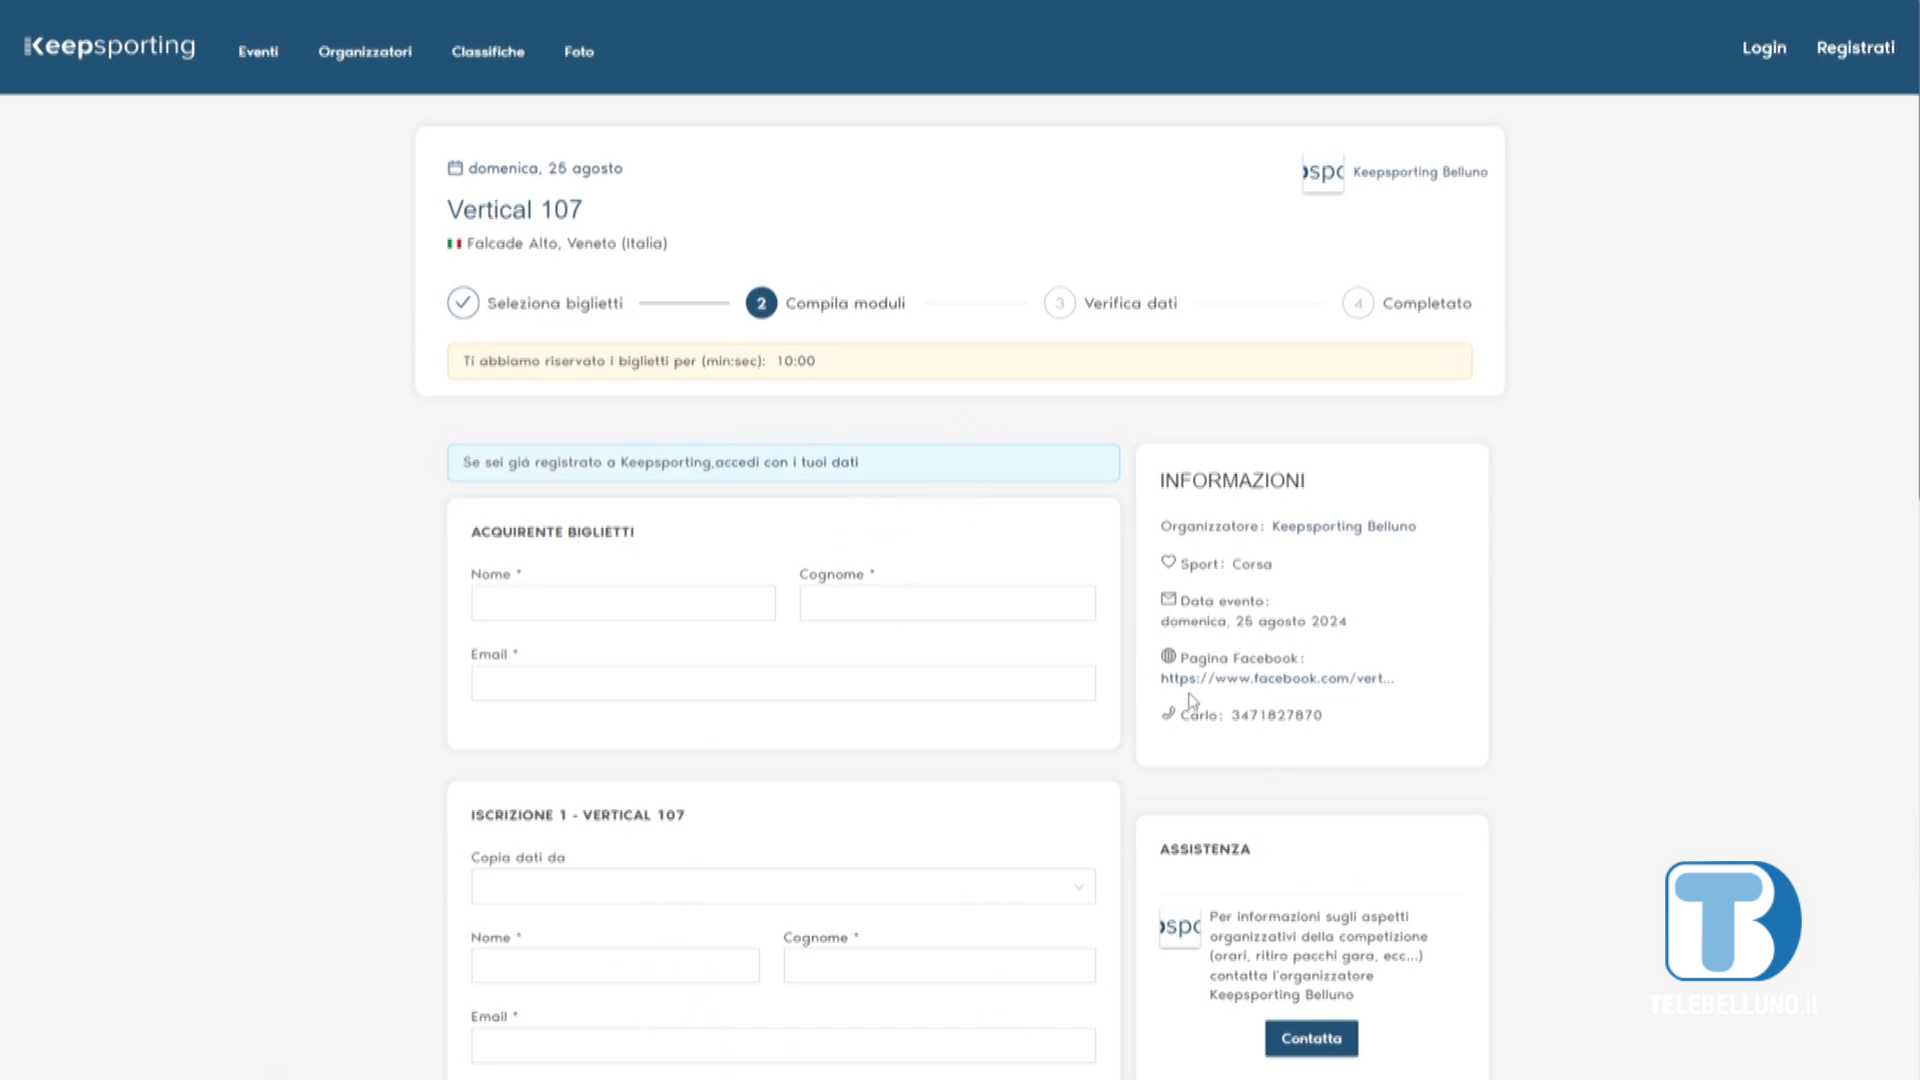 Keepsporting
Eventi
Organizzatori
Classifiche
Foto
Login
Registrati
domenica, 25 agosto
Keepsporting Belluno
Vertical 107
Falcade Alto, Veneto (Italia)
Seleziona biglietti
2 Compila moduli
3 Verifica dati
4 Completato
Ti abbiamo riservato i biglietti per (min:sec): 10:00
Se sei già registrato a Keepsporting,accedi con i tuoi dati
ACQUIRENTE BIGLIETTI
Nome *
Cognome *
Email *
INFORMAZIONI
Organizzatore: Keepsporting Belluno
Sport: Corsa
Data evento:
domenica, 25 agosto 2024
Pagina Facebook:
https://www.facebook.com/vert...
Carlo: 3471827870
ISCRIZIONE 1 - VERTICAL 107
Copia dati da
Nome *
Cognome *
Email *
ASSISTENZA
Per informazioni sugli aspetti
organizzativi della competizione
(orari, ritiro pacchi gara, ecc...)
contatta l'organizzatore
Keepsporting Belluno
Contatta
TB
TELEBELLUNO.it